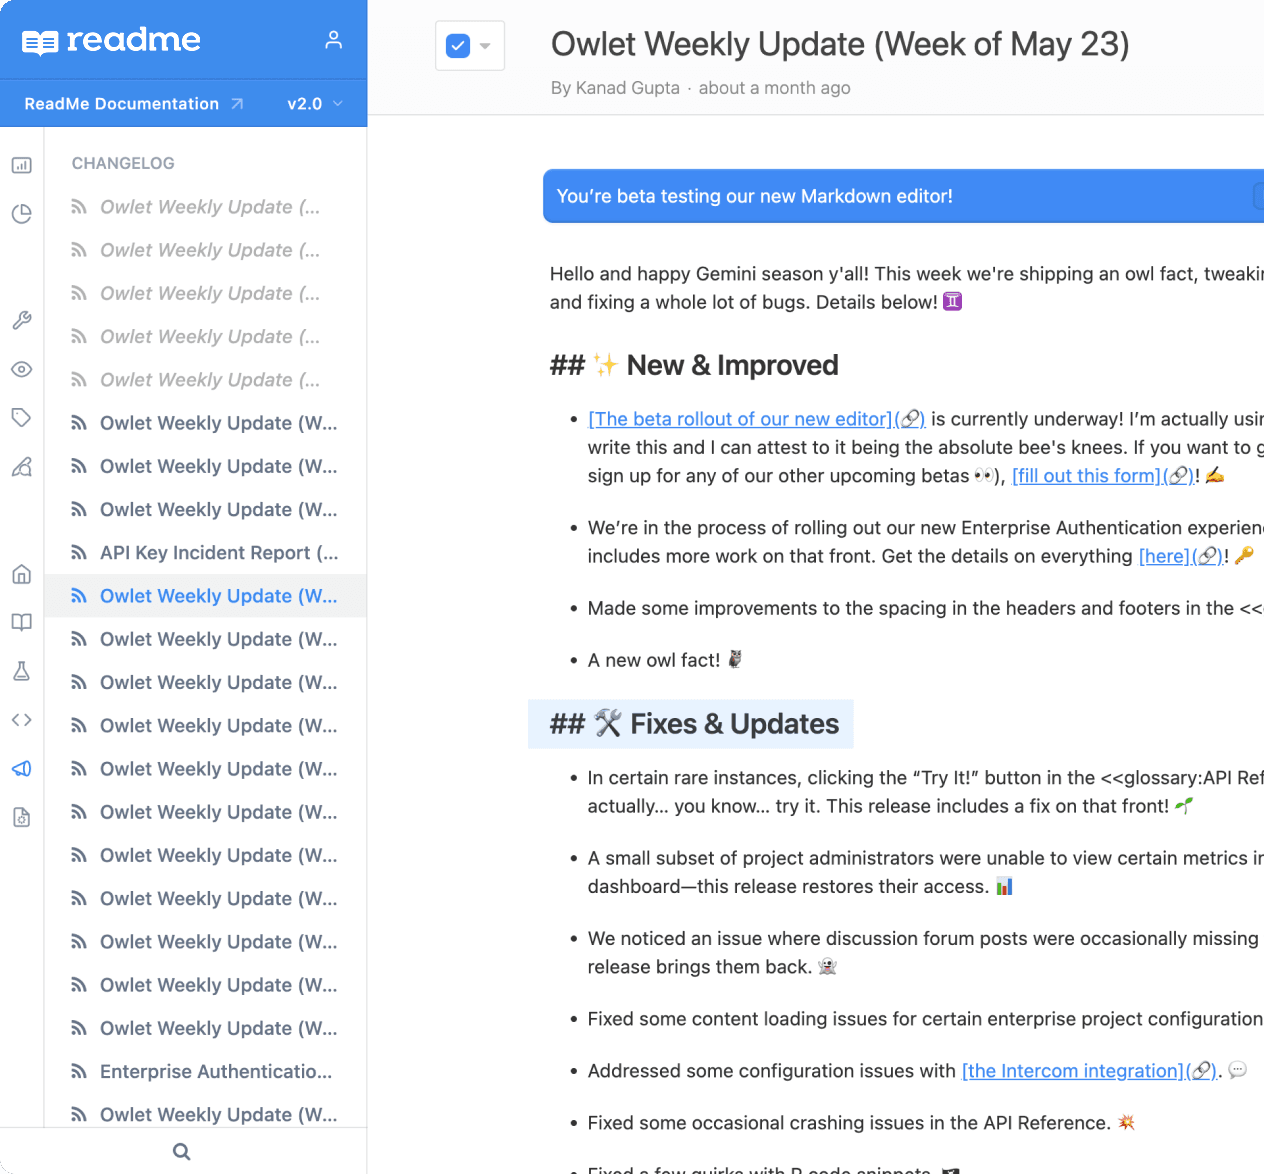 readme
ReadMe Documentation
v2.0
CHANGELOG
Owlet Weekly Update (...
Owlet Weekly Update (...
Owlet Weekly Update (...
Owlet Weekly Update (...
Owlet Weekly Update (...
Owlet Weekly Update (W...
Owlet Weekly Update (W...
Owlet Weekly Update (W...
API Key Incident Report (...
Owlet Weekly Update (W...
Owlet Weekly Update (W...
Owlet Weekly Update (W...
Owlet Weekly Update (W...
Owlet Weekly Update (W...
Owlet Weekly Update (W...
Owlet Weekly Update (W...
Owlet Weekly Update (W...
Owlet Weekly Update (W...
Owlet Weekly Update (W...
Owlet Weekly Update (W...
Enterprise Authenticatio...
Owlet Weekly Update (W...
Owlet Weekly Update (Week of May 23)
By Kanad Gupta · about a month ago
You’re beta testing our new Markdown editor!
Hello and happy Gemini season y'all! This week we're shipping an owl fact, tweakin
and fixing a whole lot of bugs. Details below! ♊
## ✨ New & Improved
• [The beta rollout of our new editor](🔗) is currently underway! I’m actually usin
write this and I can attest to it being the absolute bee's knees. If you want to g
sign up for any of our other upcoming betas 👀), [fill out this form](🔗)! ✍️
• We’re in the process of rolling out our new Enterprise Authentication experien
includes more work on that front. Get the details on everything [here](🔗)! 🔑
• Made some improvements to the spacing in the headers and footers in the <<
• A new owl fact! 🦉
## 🛠 Fixes & Updates
• In certain rare instances, clicking the “Try It!” button in the <<glossary:API Ref
actually... you know... try it. This release includes a fix on that front! 🌱
• A small subset of project administrators were unable to view certain metrics in
dashboard—this release restores their access. 📊
• We noticed an issue where discussion forum posts were occasionally missing
release brings them back. 👻
• Fixed some content loading issues for certain enterprise project configuration
• Addressed some configuration issues with [the Intercom integration](🔗). 💬
• Fixed some occasional crashing issues in the API Reference. 💥
• Fixed a few quirks with R code snippets.